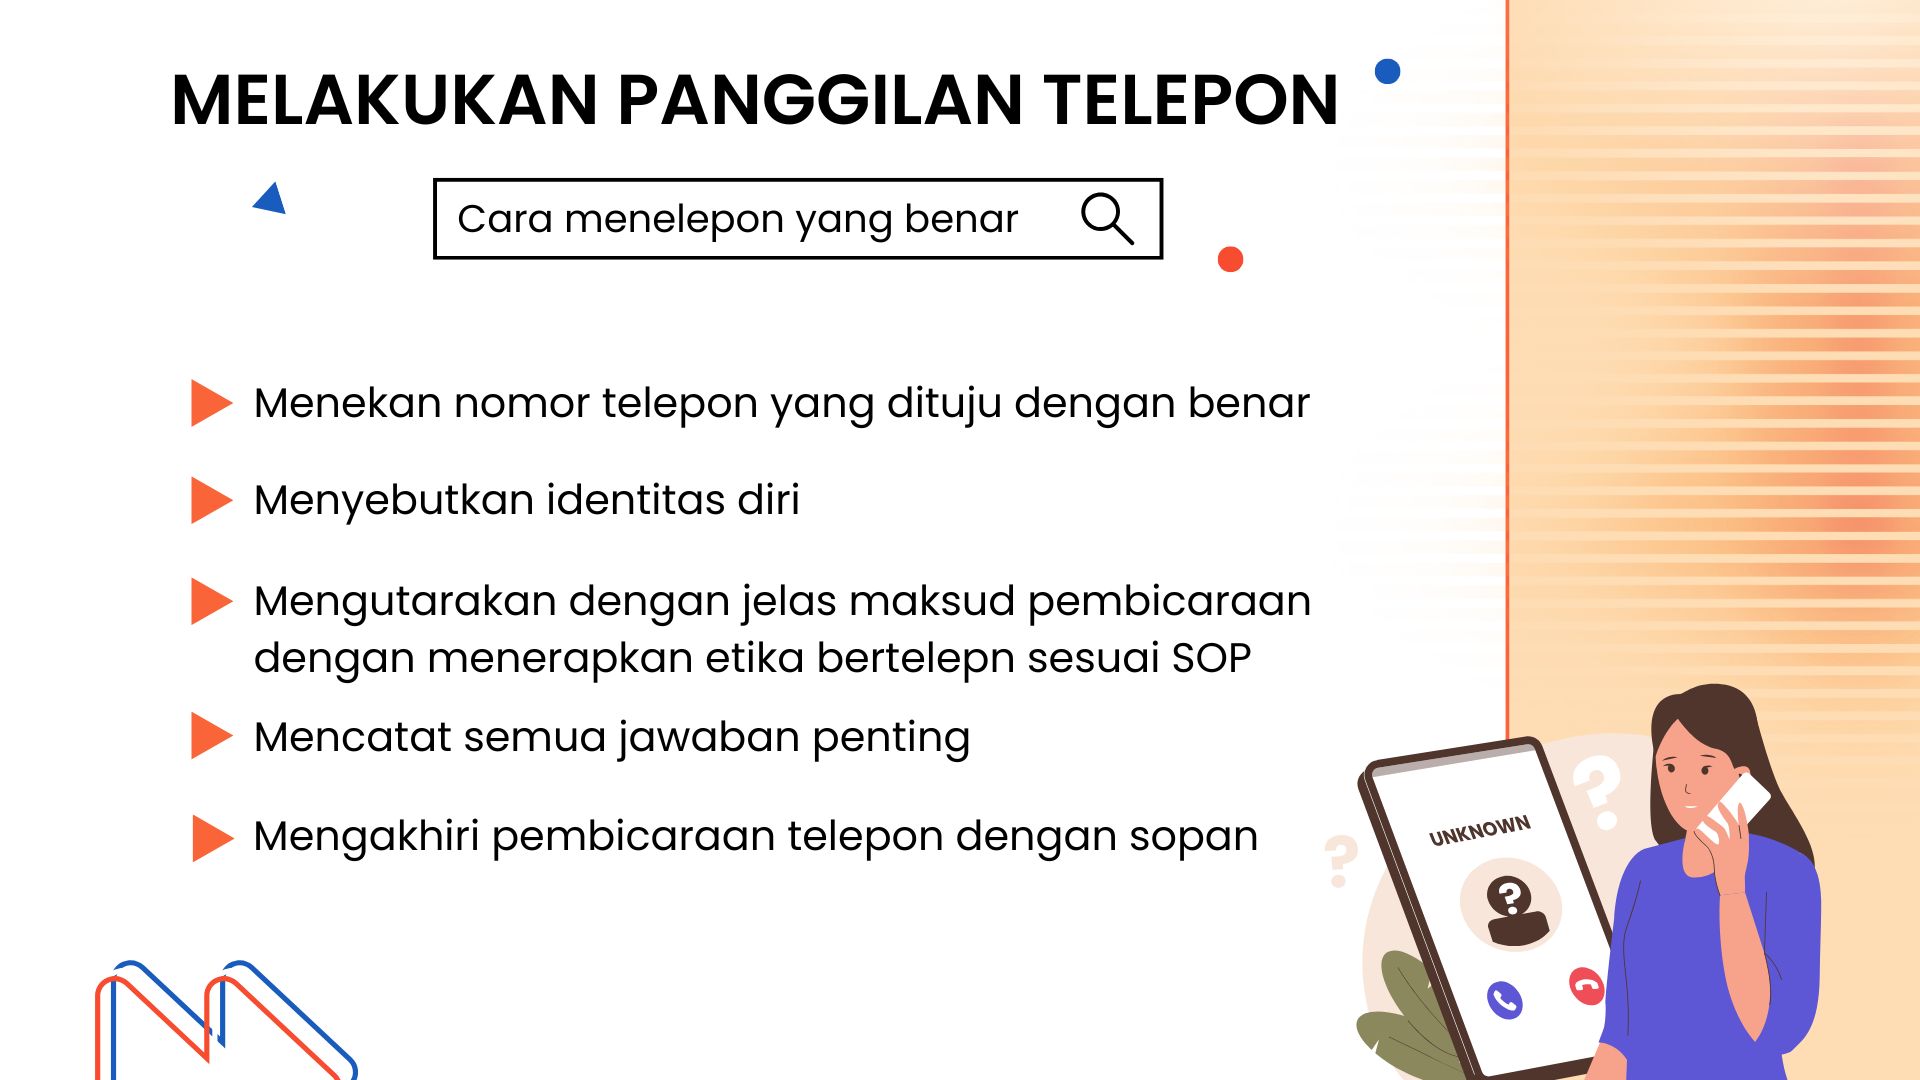 MELAKUKAN PANGGILAN TELEPON
Cara menelepon yang benar
Menekan nomor telepon yang dituju dengan benar
Menyebutkan identitas diri
Mengutarakan dengan jelas maksud pembicaraan
dengan menerapkan etika bertelepn sesuai SOP
Mencatat semua jawaban penting
Mengakhiri pembicaraan telepon dengan sopan
UNKNOWN
?
?
?